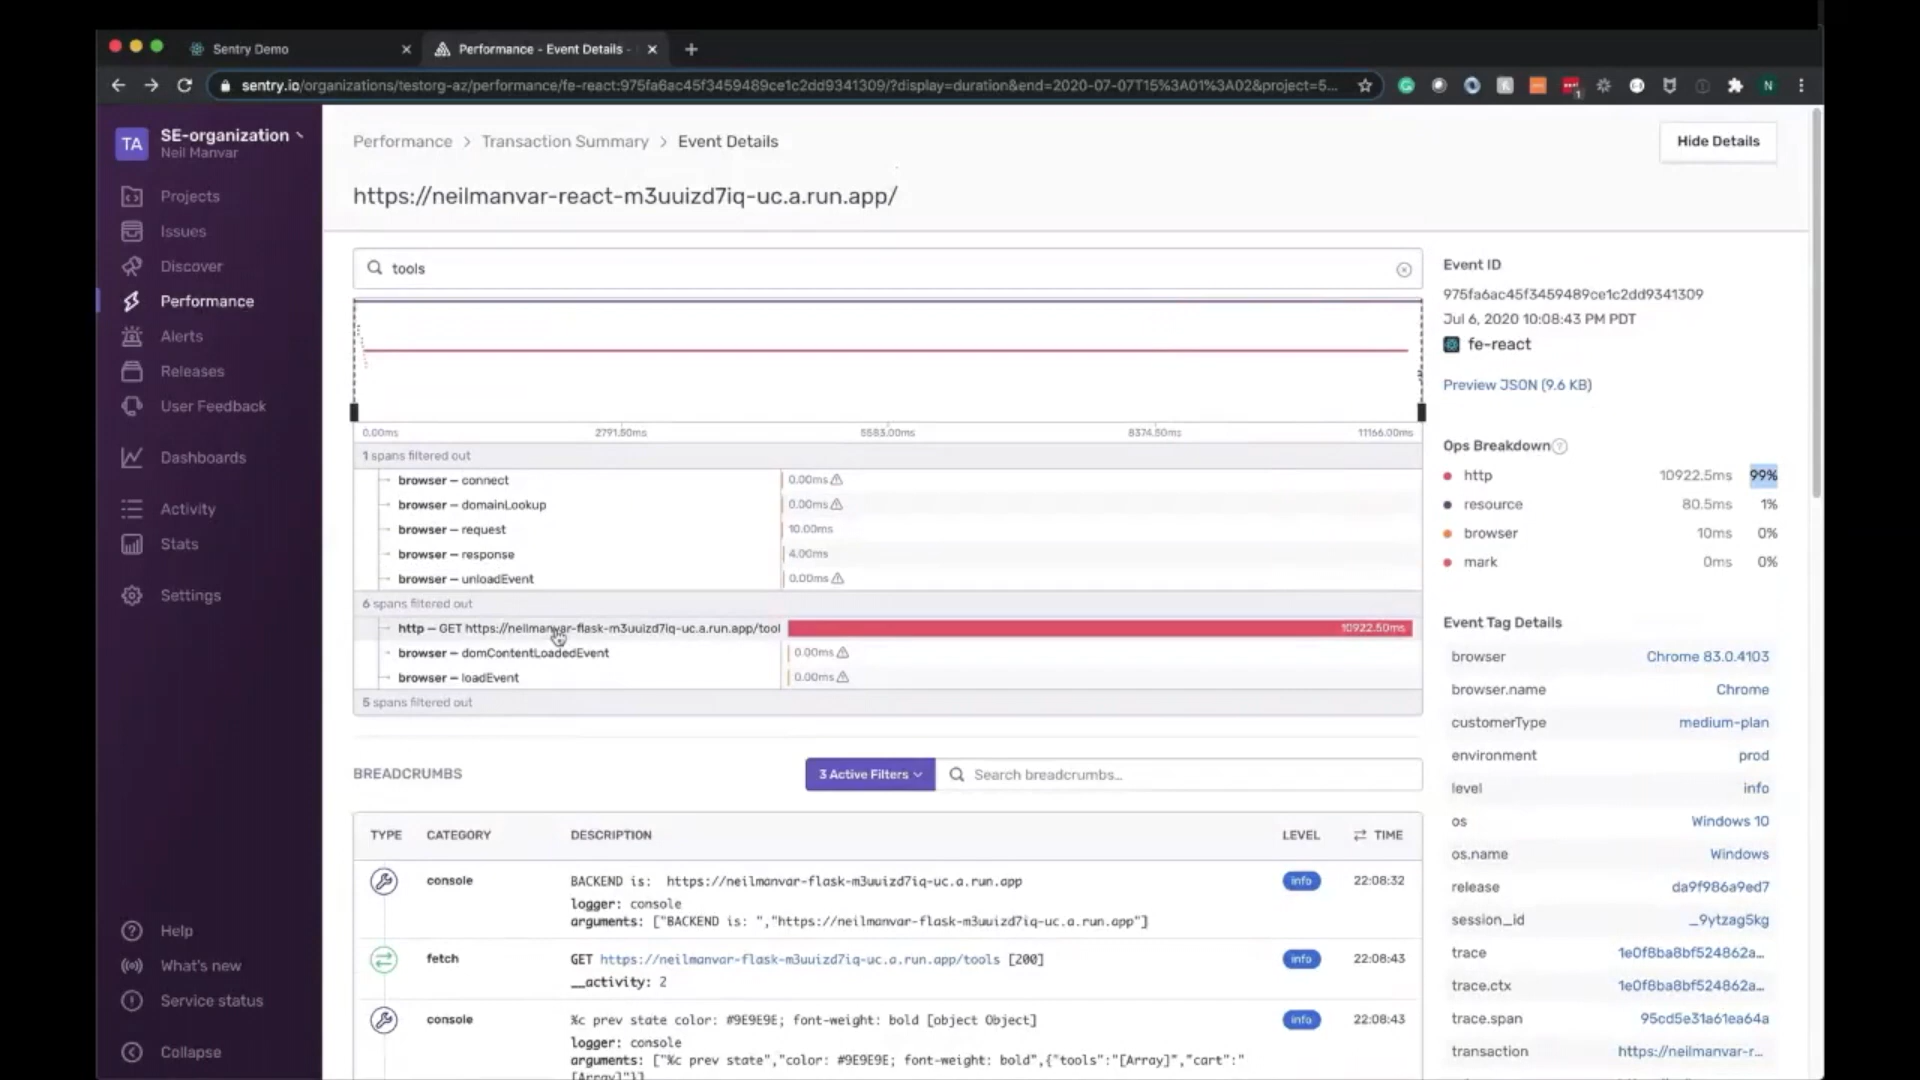 Sentry Demo
Performance - Event Details -
sentry.io/organizations/testorg-az/performance/fe-react:975fa6ac45f3459489ce1c2dd9341309/?display=duration&end=2020-07-07T15%3A01%3A02&project=5...
1
N
TA
SE-organization
Neil Manvar
Projects
Issues
Discover
Performance
Alerts
Releases
User Feedback
Dashboards
Activity
Stats
Settings
Help
What's new
Service status
Collapse
Performance > Transaction Summary > Event Details
Hide Details
https://neilmanvar-react-m3uuizd7iq-uc.a.run.app/
tools
0.00ms 2791.50ms 5583.00ms 8374.50ms 11166.00ms
1 spans filtered out
browser – connect 0.00ms
browser – domainLookup 0.00ms
browser – request 10.00ms
browser – response 4.00ms
browser – unloadEvent 0.00ms
6 spans filtered out
http – GET https://neilmanvar-flask-m3uuizd7iq-uc.a.run.app/tool 10922.50ms
browser – domContentLoadedEvent 0.00ms
browser – loadEvent 0.00ms
5 spans filtered out
BREADCRUMBS
3 Active Filters
Search breadcrumbs...
TYPE CATEGORY DESCRIPTION LEVEL TIME
console BACKEND is: https://neilmanvar-flask-m3uuizd7iq-uc.a.run.app info 22:08:32
logger: console
arguments: ["BACKEND is: ","https://neilmanvar-flask-m3uuizd7iq-uc.a.run.app"]
fetch GET https://neilmanvar-flask-m3uuizd7iq-uc.a.run.app/tools [200] info 22:08:43
__activity: 2
console %c prev state color: #9E9E9E; font-weight: bold [object Object] info 22:08:43
logger: console
arguments: ["%c prev state","color: #9E9E9E; font-weight: bold",{"tools":"[Array]","cart":"
[Array]"}]
Event ID
975fa6ac45f3459489ce1c2dd9341309
Jul 6, 2020 10:08:43 PM PDT
fe-react
Preview JSON (9.6 KB)
Ops Breakdown
http 10922.5ms 99%
resource 80.5ms 1%
browser 10ms 0%
mark 0ms 0%
Event Tag Details
browser Chrome 83.0.4103
browser.name Chrome
customerType medium-plan
environment prod
level info
os Windows 10
os.name Windows
release da9f986a9ed7
session_id _9ytzag5kg
trace 1e0f8ba8bf524862a...
trace.ctx 1e0f8ba8bf524862a...
trace.span 95cd5e31a61ea64a
transaction https://neilmanvar-r...